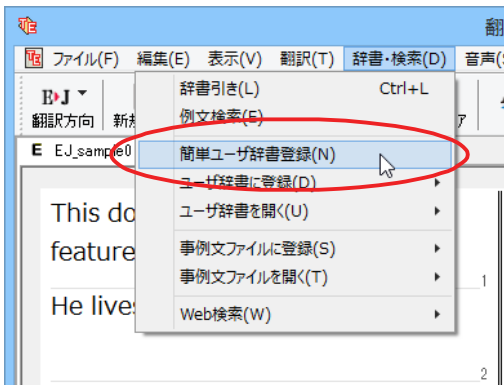 翻
ファイル(F) 編集(E) 表示(V) 翻訳(T) 辞書・検索(D) 音声(S
E▸J
翻訳方向 新規
ア
辞書引き(L) Ctrl+L
例文検索(E)
E EJ_sample0
簡単ユーザ辞書登録(N)
ユーザ辞書に登録(D)
ユーザ辞書を開く(U)
事例文ファイルに登録(S)
事例文ファイルを開く(T)
Web検索(W)
This do
feature
1
He lives
2